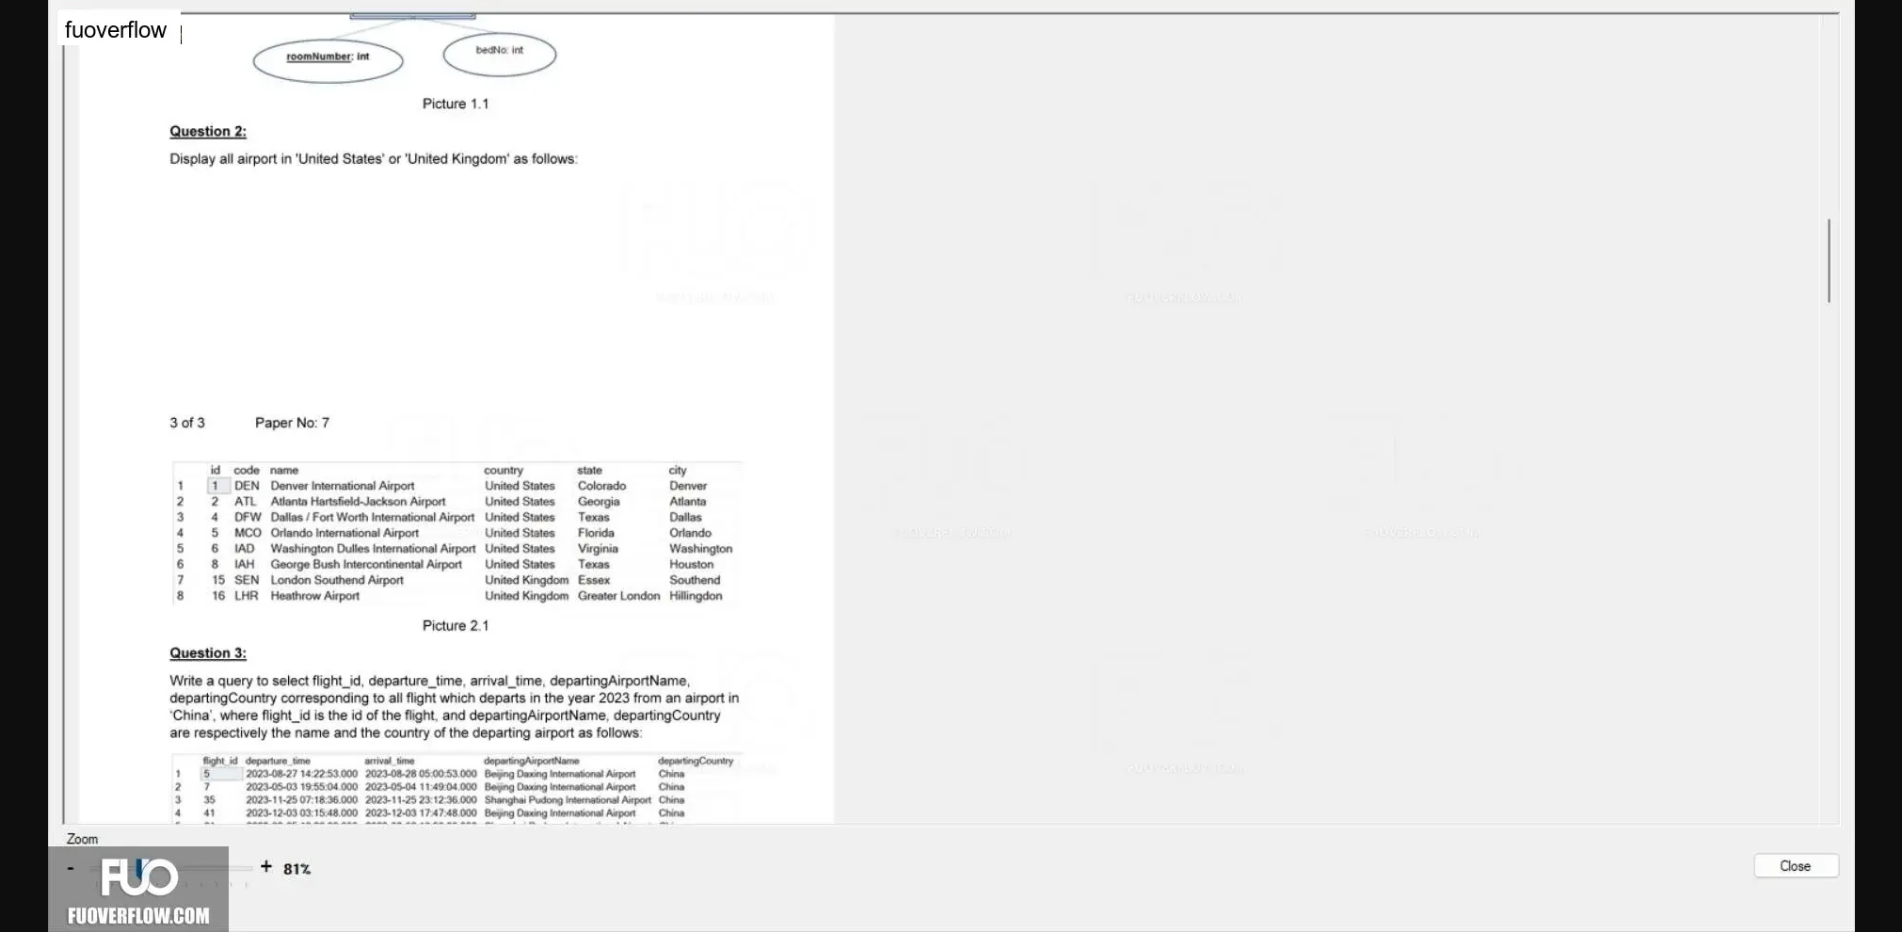 fuoverflow
roomNumber: int
bedNo: int
Picture 1.1
Question 2:
Display all airport in 'United States' or 'United Kingdom' as follows:
3 of 3 Paper No: 7
id code name country state city
1 1 DEN Denver International Airport United States Colorado Denver
2 2 ATL Atlanta Hartsfield-Jackson Airport United States Georgia Atlanta
3 4 DFW Dallas / Fort Worth International Airport United States Texas Dallas
4 5 MCO Orlando International Airport United States Florida Orlando
5 6 IAD Washington Dulles International Airport United States Virginia Washington
6 8 IAH George Bush Intercontinental Airport United States Texas Houston
7 15 SEN London Southend Airport United Kingdom Essex Southend
8 16 LHR Heathrow Airport United Kingdom Greater London Hillingdon
Picture 2.1
Question 3:
Write a query to select flight_id, departure_time, arrival_time, departingAirportName,
departingCountry corresponding to all flight which departs in the year 2023 from an airport in
'China', where flight_id is the id of the flight, and departingAirportName, departingCountry
are respectively the name and the country of the departing airport as follows:
flight_id departure_time arrival_time departingAirportName departingCountry
1 5 2023-08-27 14:22:53.000 2023-08-28 05:00:53.000 Beijing Daxing International Airport China
2 7 2023-05-03 19:55:04.000 2023-05-04 11:49:04.000 Beijing Daxing International Airport China
3 35 2023-11-25 07:18:36.000 2023-11-25 23:12:36.000 Shanghai Pudong International Airport China
4 41 2023-12-03 03:15:48.000 2023-12-03 17:47:48.000 Beijing Daxing International Airport China
Zoom
- + 81%
Close
FUO
FUOVERFLOW.COM